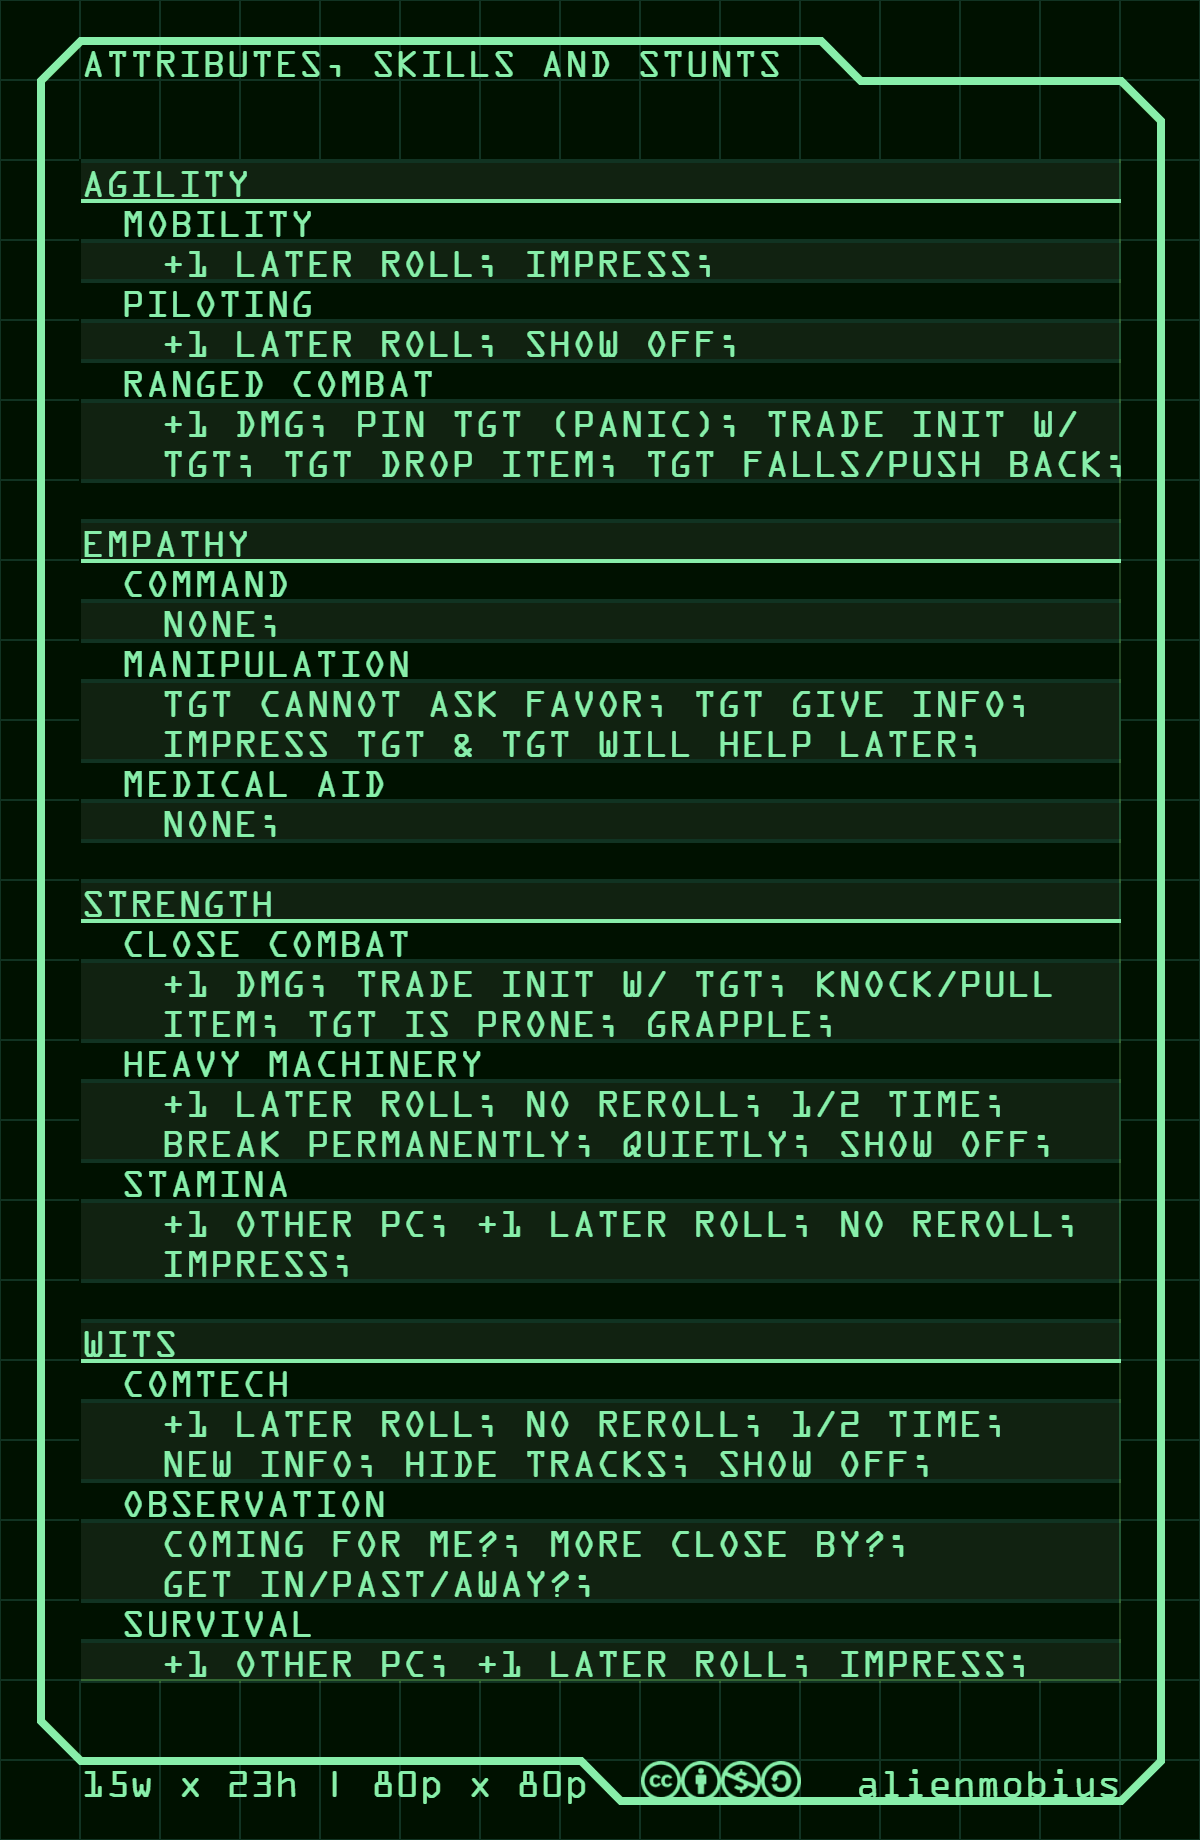 ATTRIBUTES, SKILLS AND STUNTS
AGILITY
MOBILITY
+1 LATER ROLL; IMPRESS;
PILOTING
+1 LATER ROLL; SHOW OFF;
RANGED COMBAT
+1 DMG; PIN TGT (PANIC); TRADE INIT W/
TGT; TGT DROP ITEM; TGT FALLS/PUSH BACK;
EMPATHY
COMMAND
NONE;
MANIPULATION
TGT CANNOT ASK FAVOR; TGT GIVE INFO;
IMPRESS TGT & TGT WILL HELP LATER;
MEDICAL AID
NONE;
STRENGTH
CLOSE COMBAT
+1 DMG; TRADE INIT W/ TGT; KNOCK/PULL
ITEM; TGT IS PRONE; GRAPPLE;
HEAVY MACHINERY
+1 LATER ROLL; NO REROLL; 1/2 TIME;
BREAK PERMANENTLY; QUIETLY; SHOW OFF;
STAMINA
+1 OTHER PC; +1 LATER ROLL; NO REROLL;
IMPRESS;
WITS
COMTECH
+1 LATER ROLL; NO REROLL; 1/2 TIME;
NEW INFO; HIDE TRACKS; SHOW OFF;
OBSERVATION
COMING FOR ME?; MORE CLOSE BY?;
GET IN/PAST/AWAY?;
SURVIVAL
+1 OTHER PC; +1 LATER ROLL; IMPRESS;
15w x 23h | 80p x 80p cc alienmobius